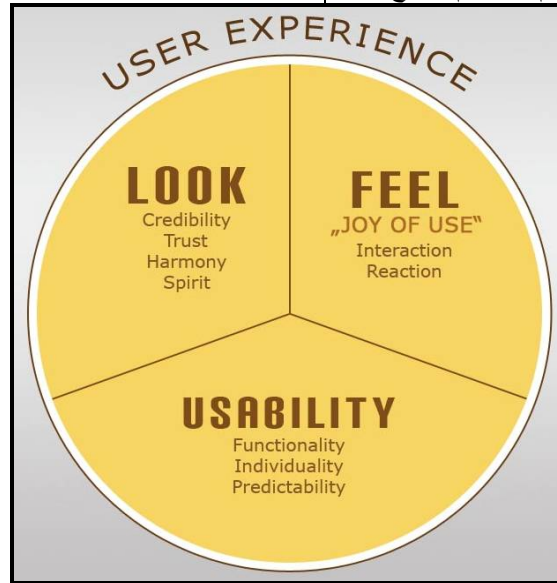 USER EXPERIENCE
LOOK
Credibility
Trust
Harmony
Spirit
FEEL
„JOY OF USE“
Interaction
Reaction
USABILITY
Functionality
Individuality
Predictability